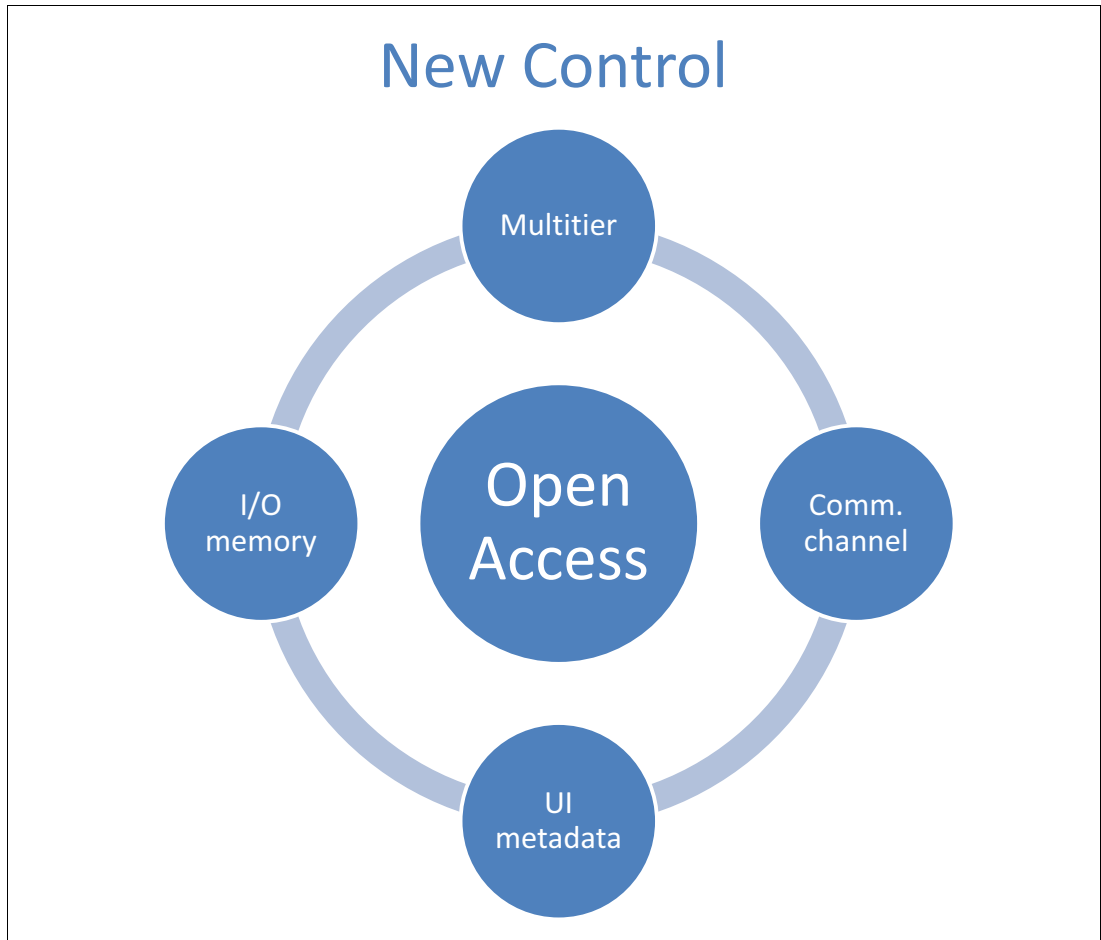 New Control
Multitier
I/O
memory
Open
Access
Comm.
channel
UI
metadata